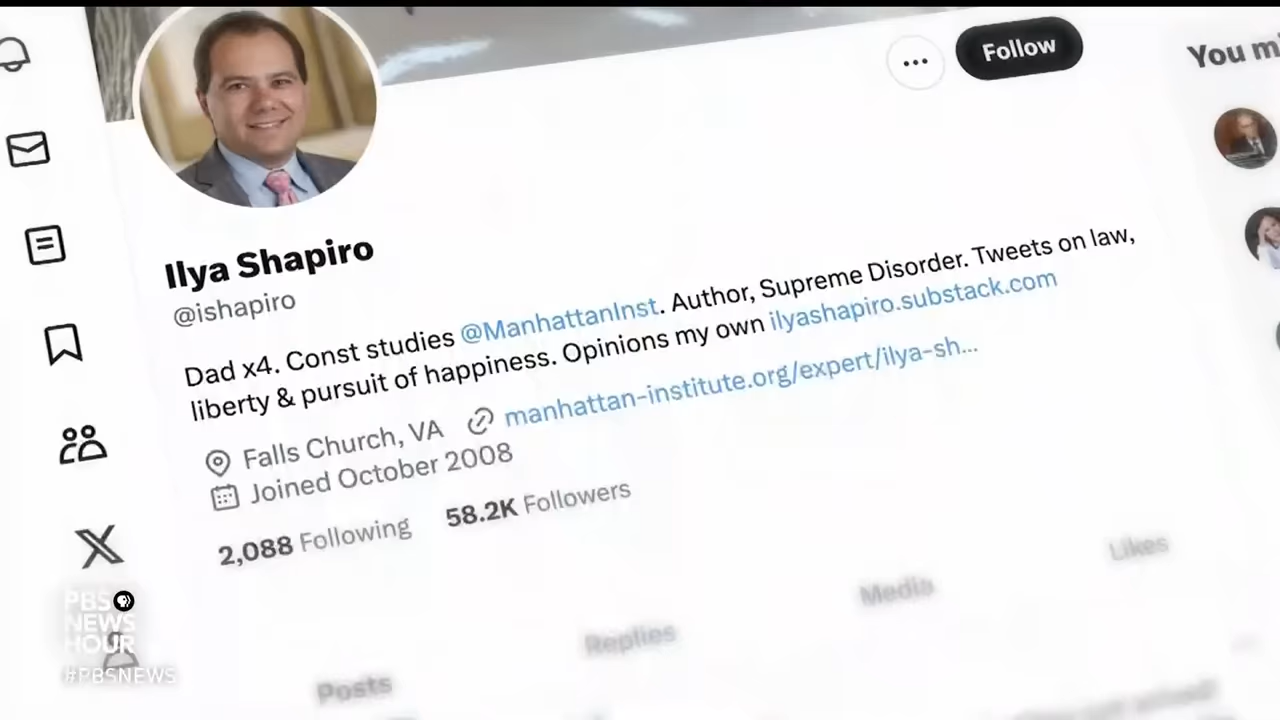 Follow
You mi
Ilya Shapiro
@ishapiro
Dad x4. Const studies @ManhattanInst. Author, Supreme Disorder. Tweets on law,
liberty & pursuit of happiness. Opinions my own ilyashapiro.substack.com
Falls Church, VA manhattan-institute.org/expert/ilya-sh...
Joined October 2008
2,088 Following 58.2K Followers
Posts Replies Media Likes
PBS
NEWS
HOUR
#PBSNEWS